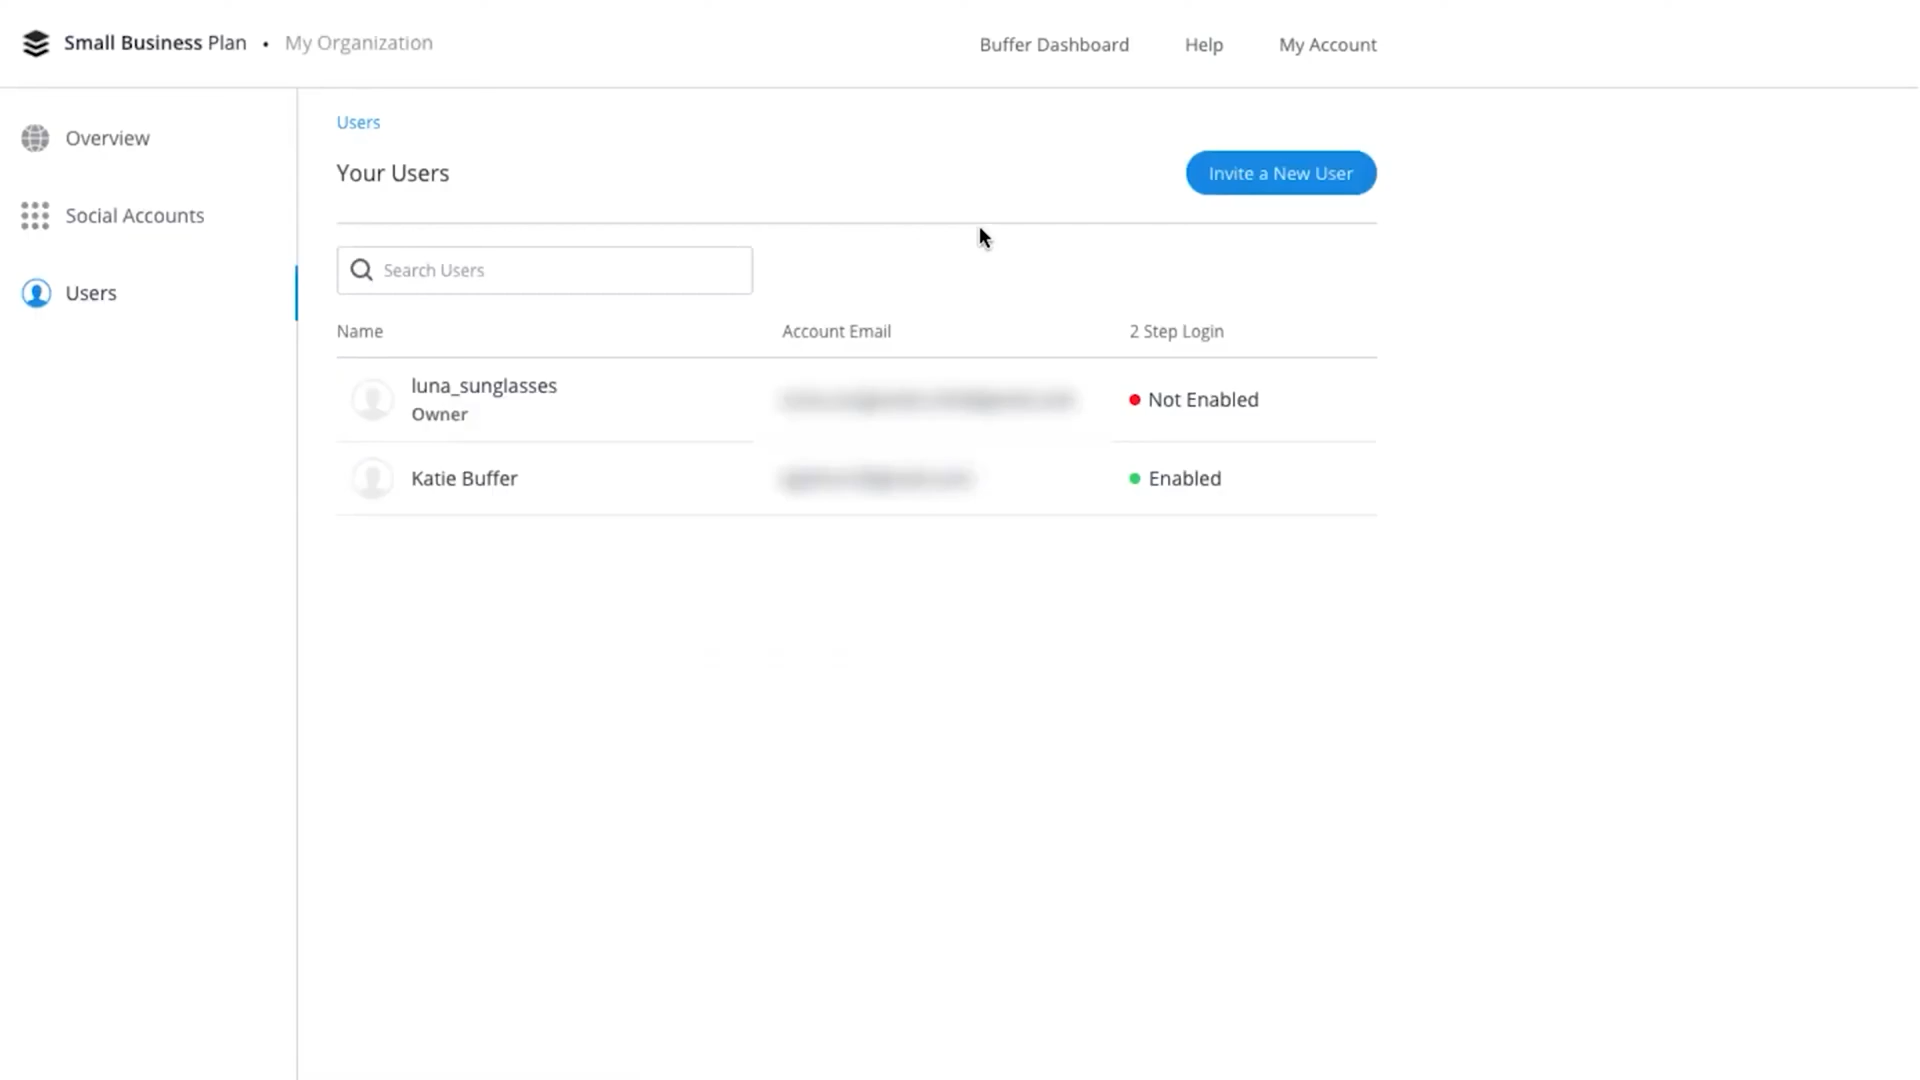 Small Business Plan • My Organization
Buffer Dashboard Help My Account
Overview
Social Accounts
Users
Users
Your Users
Invite a New User
Search Users
Name Account Email 2 Step Login
luna_sunglasses
Owner
Not Enabled
Katie Buffer Enabled